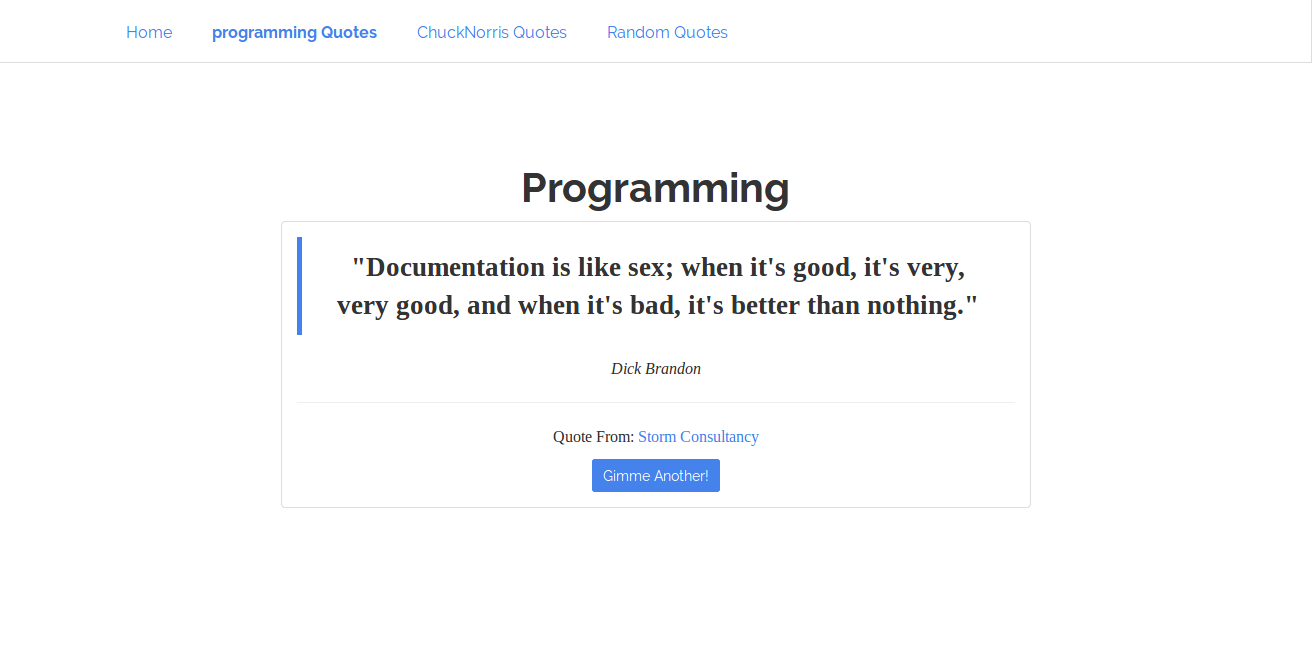 Home programming Quotes ChuckNorris Quotes Random Quotes
Programming
"Documentation is like sex; when it's good, it's very,
very good, and when it's bad, it's better than nothing."
Dick Brandon
Quote From: Storm Consultancy
Gimme Another!